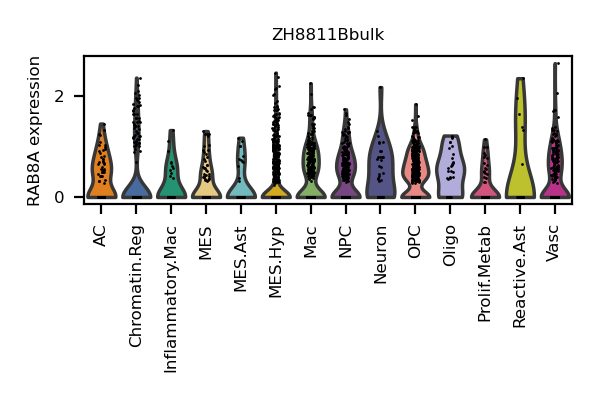 ZH8811Bbulk
RAB8A expression
2
0
AC
Chromatin.Reg
Inflammatory.Mac
MES
MES.Ast
MES.Hyp
Mac
NPC
Neuron
OPC
Oligo
Prolif.Metab
Reactive.Ast
Vasc